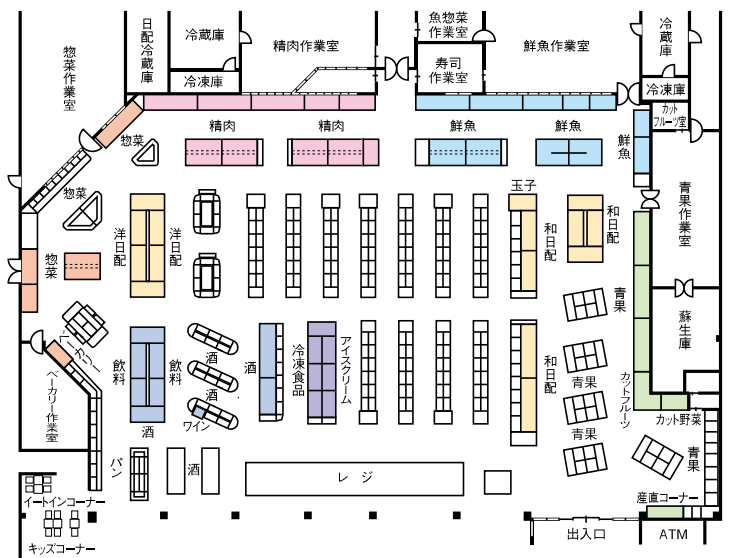 惣菜作業室
日配冷蔵庫
冷蔵庫
冷凍庫
精肉作業室
魚惣菜
作業室
寿司
作業室
鮮魚作業室
冷蔵庫
冷凍庫
カット
フルーツ室
惣菜
精肉
精肉
鮮魚
鮮魚
鮮魚
青果作業室
惣菜
玉子
惣菜
洋日配
洋日配
和日配
和日配
青果
蘇生庫
ベーカリー
ベーカリー作業室
飲料
飲料
酒
酒
酒
ワイン
酒
冷凍食品
アイスクリーム
和日配
青果
青果
カットフルーツ
カット野菜
青果
パン
酒
レジ
産直コーナー
イートインコーナー
キッズコーナー
出入口
ATM
酒